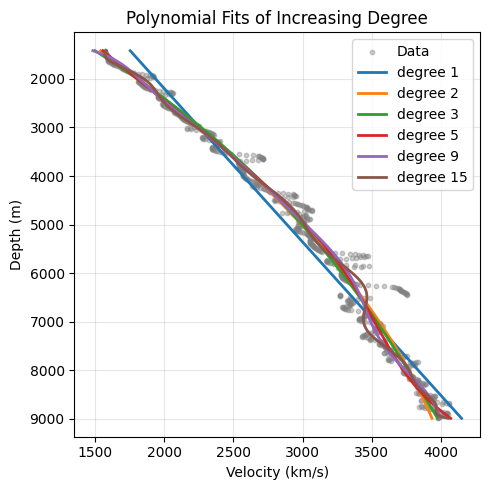 Polynomial Fits of Increasing Degree
Data
degree 1
degree 2
degree 3
degree 5
degree 9
degree 15
Depth (m)
2000
3000
4000
5000
6000
7000
8000
9000
1500
2000
2500
3000
3500
4000
Velocity (km/s)